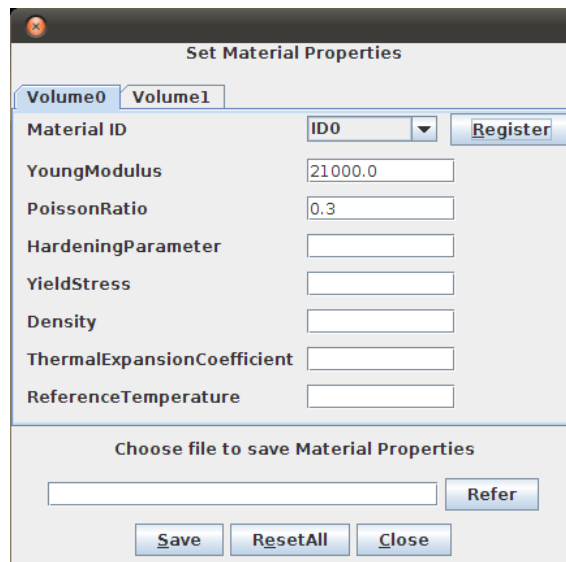 Set Material Properties
Volume0 Volume1
Material ID ID0 Register
YoungModulus 21000.0
PoissonRatio 0.3
HardeningParameter
YieldStress
Density
ThermalExpansionCoefficient
ReferenceTemperature
Choose file to save Material Properties
Refer
Save ResetAll Close